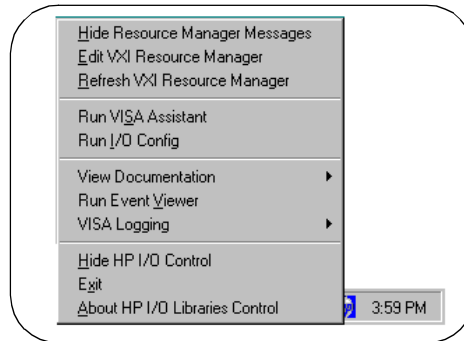 Hide Resource Manager Messages
Edit VXI Resource Manager
Refresh VXI Resource Manager
Run VISA Assistant
Run I/O Config
View Documentation
Run Event Viewer
VISA Logging
Hide HP I/O Control
Exit
About HP I/O Libraries Control
3:59 PM